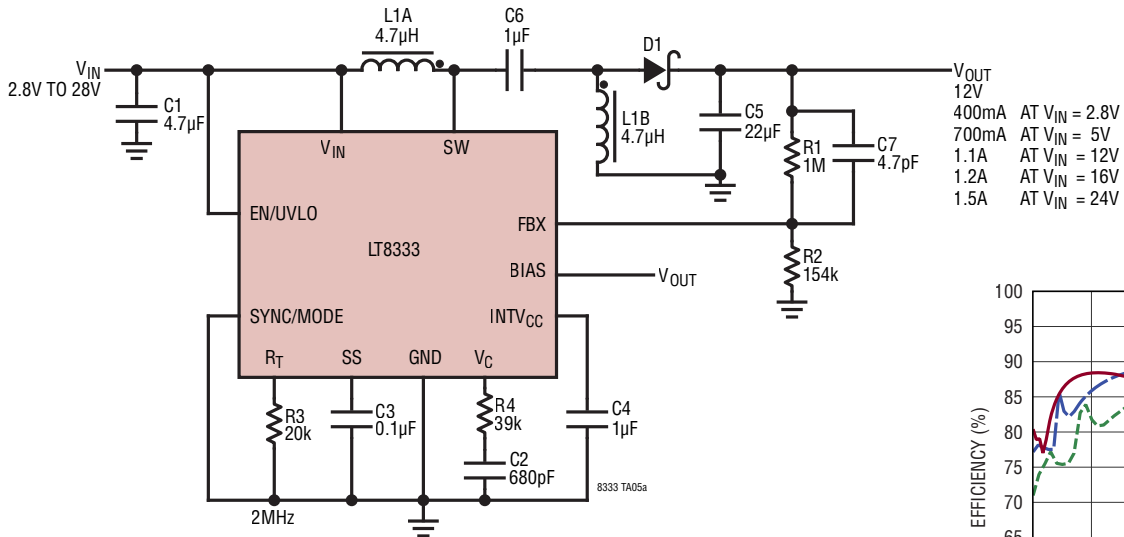 L1A
4.7µH
C6
1µF
D1
VIN
2.8V TO 28V
C1
4.7µF
L1B
4.7µH
C5
22µF
R1
1M
C7
4.7pF
VOUT
12V
400mA AT VIN = 2.8V
700mA AT VIN = 5V
1.1A AT VIN = 12V
1.2A AT VIN = 16V
1.5A AT VIN = 24V
VIN
SW
EN/UVLO
FBX
LT8333
R2
154k
BIAS
VOUT
SYNC/MODE
INTVCC
RT
SS
GND
VC
R3
20k
C3
0.1µF
R4
39k
C2
680pF
C4
1µF
8333 TA05a
2MHz
100
95
90
85
80
75
70
65
EFFICIENCY (%)